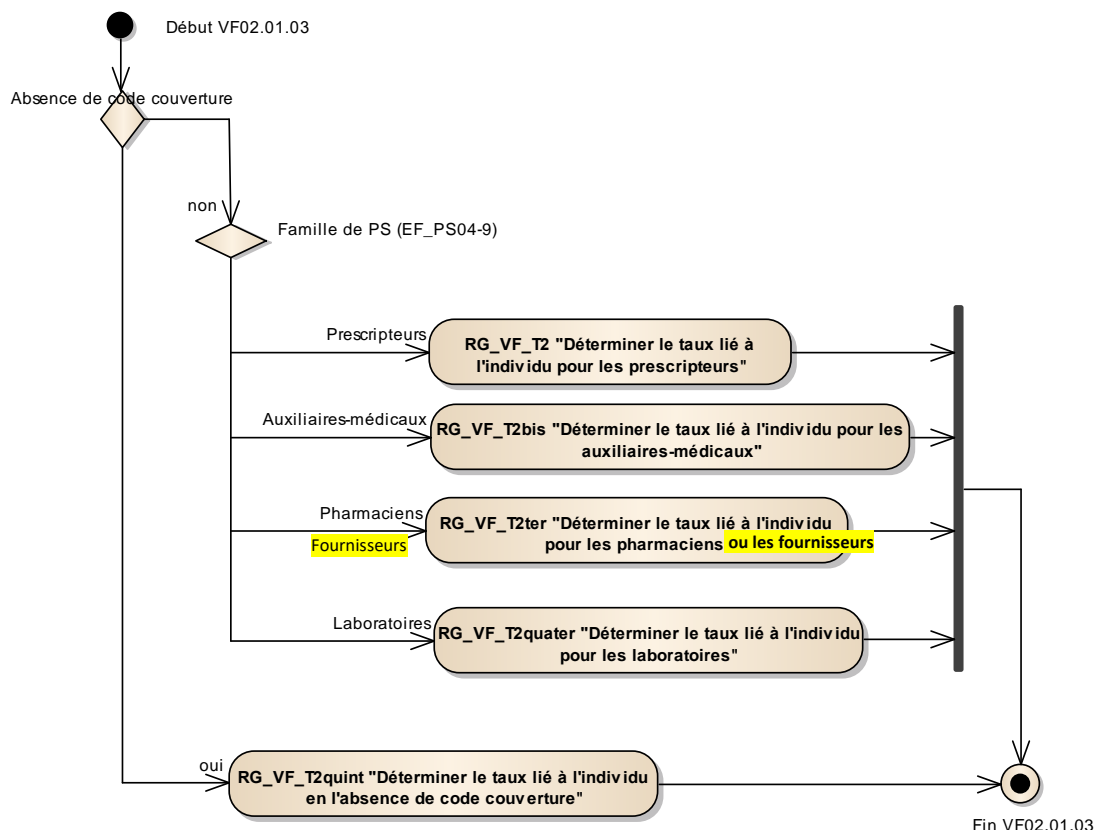 Début VF02.01.03
Absence de code couverture
non
Famille de PS (EF_PS04-9)
Prescripteurs
RG_VF_T2 "Déterminer le taux lié à
l'individu pour les prescripteurs"
Auxiliaires-médicaux
RG_VF_T2bis "Déterminer le taux lié à l'individu pour les
auxiliaires-médicaux"
Pharmaciens
Fournisseurs
RG_VF_T2ter "Déterminer le taux lié à l'individu
pour les pharmaciens ou les fournisseurs
Laboratoires
RG_VF_T2quater "Déterminer le taux lié à l'individu
pour les laboratoires"
oui
RG_VF_T2quint "Déterminer le taux lié à l'individu
en l'absence de code couverture"
Fin VF02.01.03